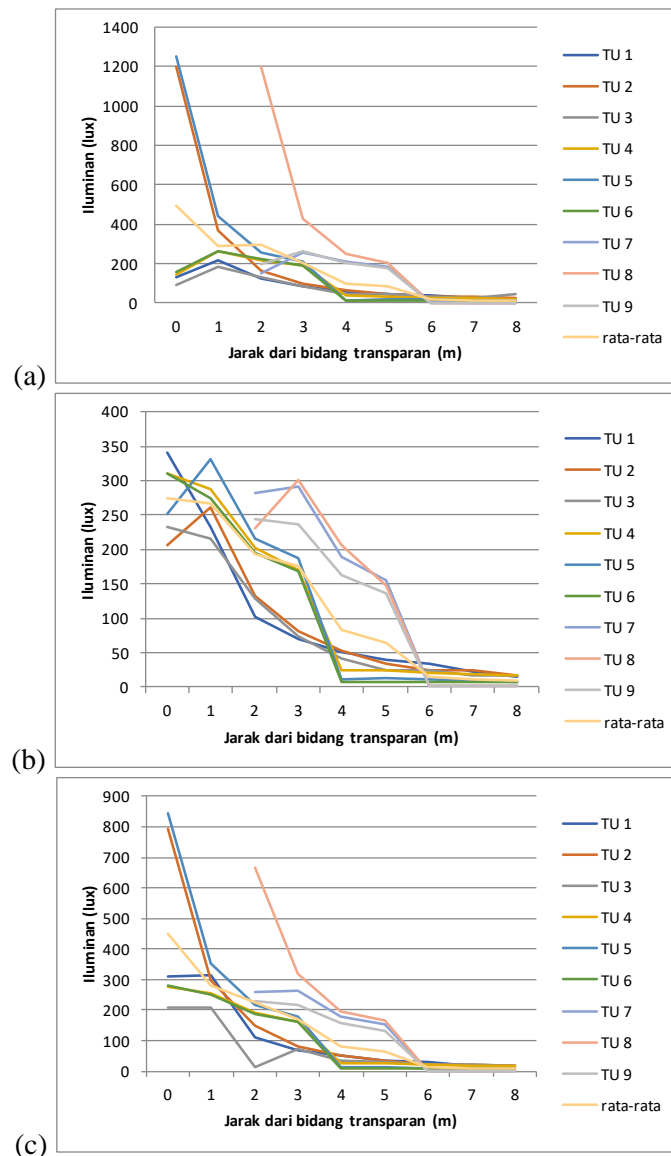 1400
1200
1000
800
600
400
200
0
Iluminan (lux)
0 1 2 3 4 5 6 7 8
Jarak dari bidang transparan (m)
TU 1
TU 2
TU 3
TU 4
TU 5
TU 6
TU 7
TU 8
TU 9
rata-rata
(a)
400
350
300
250
200
150
100
50
0
Iluminan (lux)
0 1 2 3 4 5 6 7 8
Jarak dari bidang transparan (m)
TU 1
TU 2
TU 3
TU 4
TU 5
TU 6
TU 7
TU 8
TU 9
rata-rata
(b)
900
800
700
600
500
400
300
200
100
0
Iluminan (lux)
0 1 2 3 4 5 6 7 8
Jarak dari bidang transparan (m)
TU 1
TU 2
TU 3
TU 4
TU 5
TU 6
TU 7
TU 8
TU 9
rata-rata
(c)